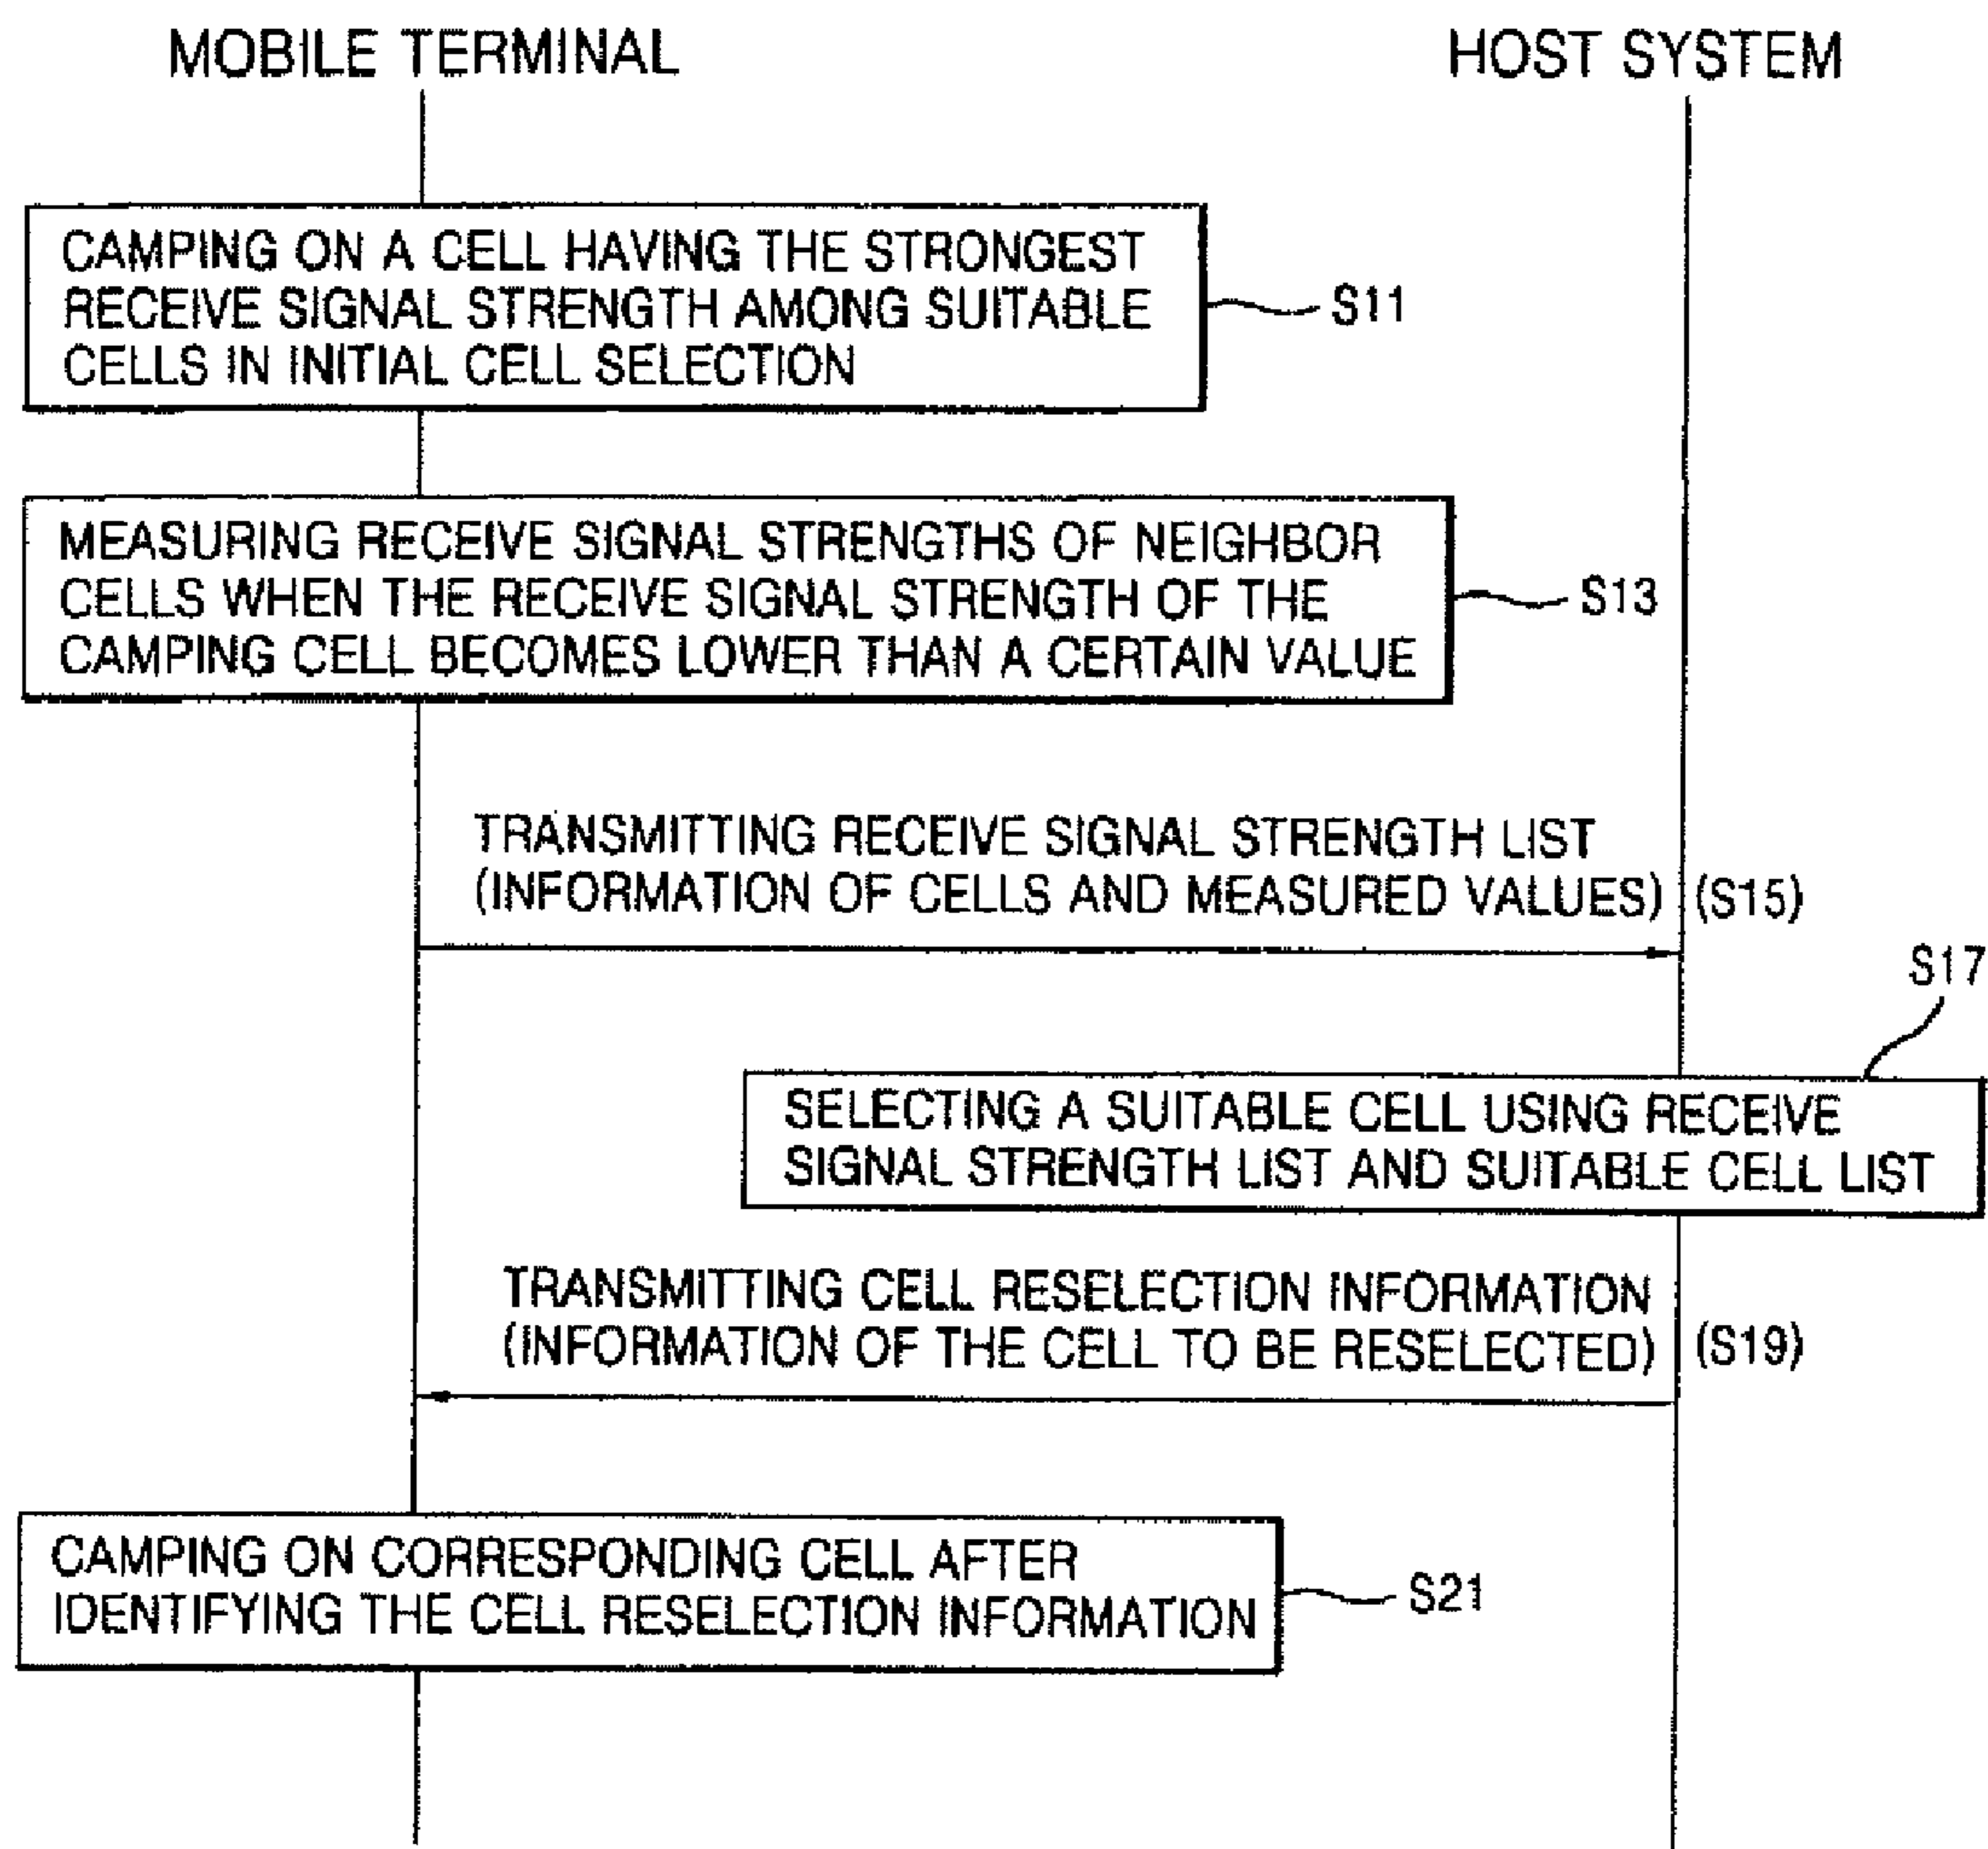 MOBILE TERMINAL
HOST SYSTEM
CAMPING ON A CELL HAVING THE STRONGEST
RECEIVE SIGNAL STRENGTH AMONG SUITABLE
CELLS IN INITIAL CELL SELECTION
S11
MEASURING RECEIVE SIGNAL STRENGTHS OF NEIGHBOR
CELLS WHEN THE RECEIVE SIGNAL STRENGTH OF THE
CAMPING CELL BECOMES LOWER THAN A CERTAIN VALUE
S13
TRANSMITTING RECEIVE SIGNAL STRENGTH LIST
(INFORMATION OF CELLS AND MEASURED VALUES) (S15)
S17
SELECTING A SUITABLE CELL USING RECEIVE
SIGNAL STRENGTH LIST AND SUITABLE CELL LIST
TRANSMITTING CELL RESELECTION INFORMATION
(INFORMATION OF THE CELL TO BE RESELECTED) (S19)
CAMPING ON CORRESPONDING CELL AFTER
IDENTIFYING THE CELL RESELECTION INFORMATION
S21